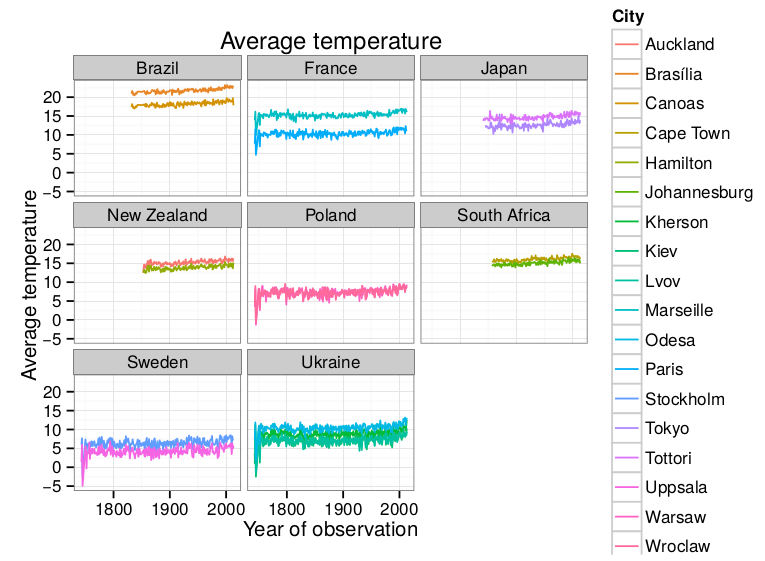 Average temperature
City
Brazil
France
Japan
20
15
10
5
0
−5
New Zealand
Poland
South Africa
20
15
10
5
0
−5
Sweden
Ukraine
20
15
10
5
0
−5
1800 1900 2000
1800 1900 2000
Average temperature
Year of observation
Auckland
Brasília
Canoas
Cape Town
Hamilton
Johannesburg
Kherson
Kiev
Lvov
Marseille
Odesa
Paris
Stockholm
Tokyo
Tottori
Uppsala
Warsaw
Wroclaw